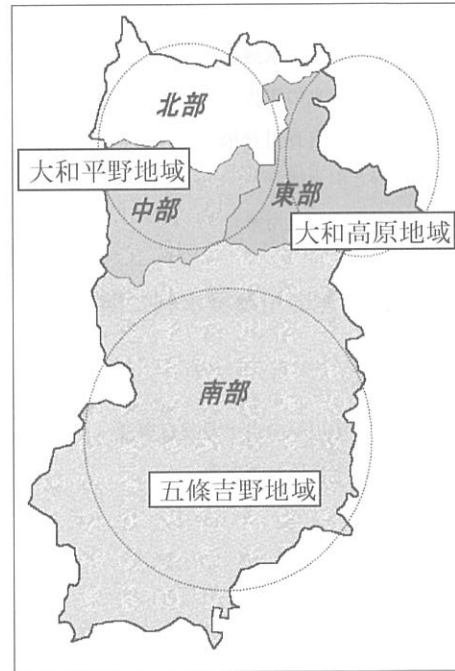 北部
大和平野地域
中部
東部
大和高原地域
南部
五條吉野地域